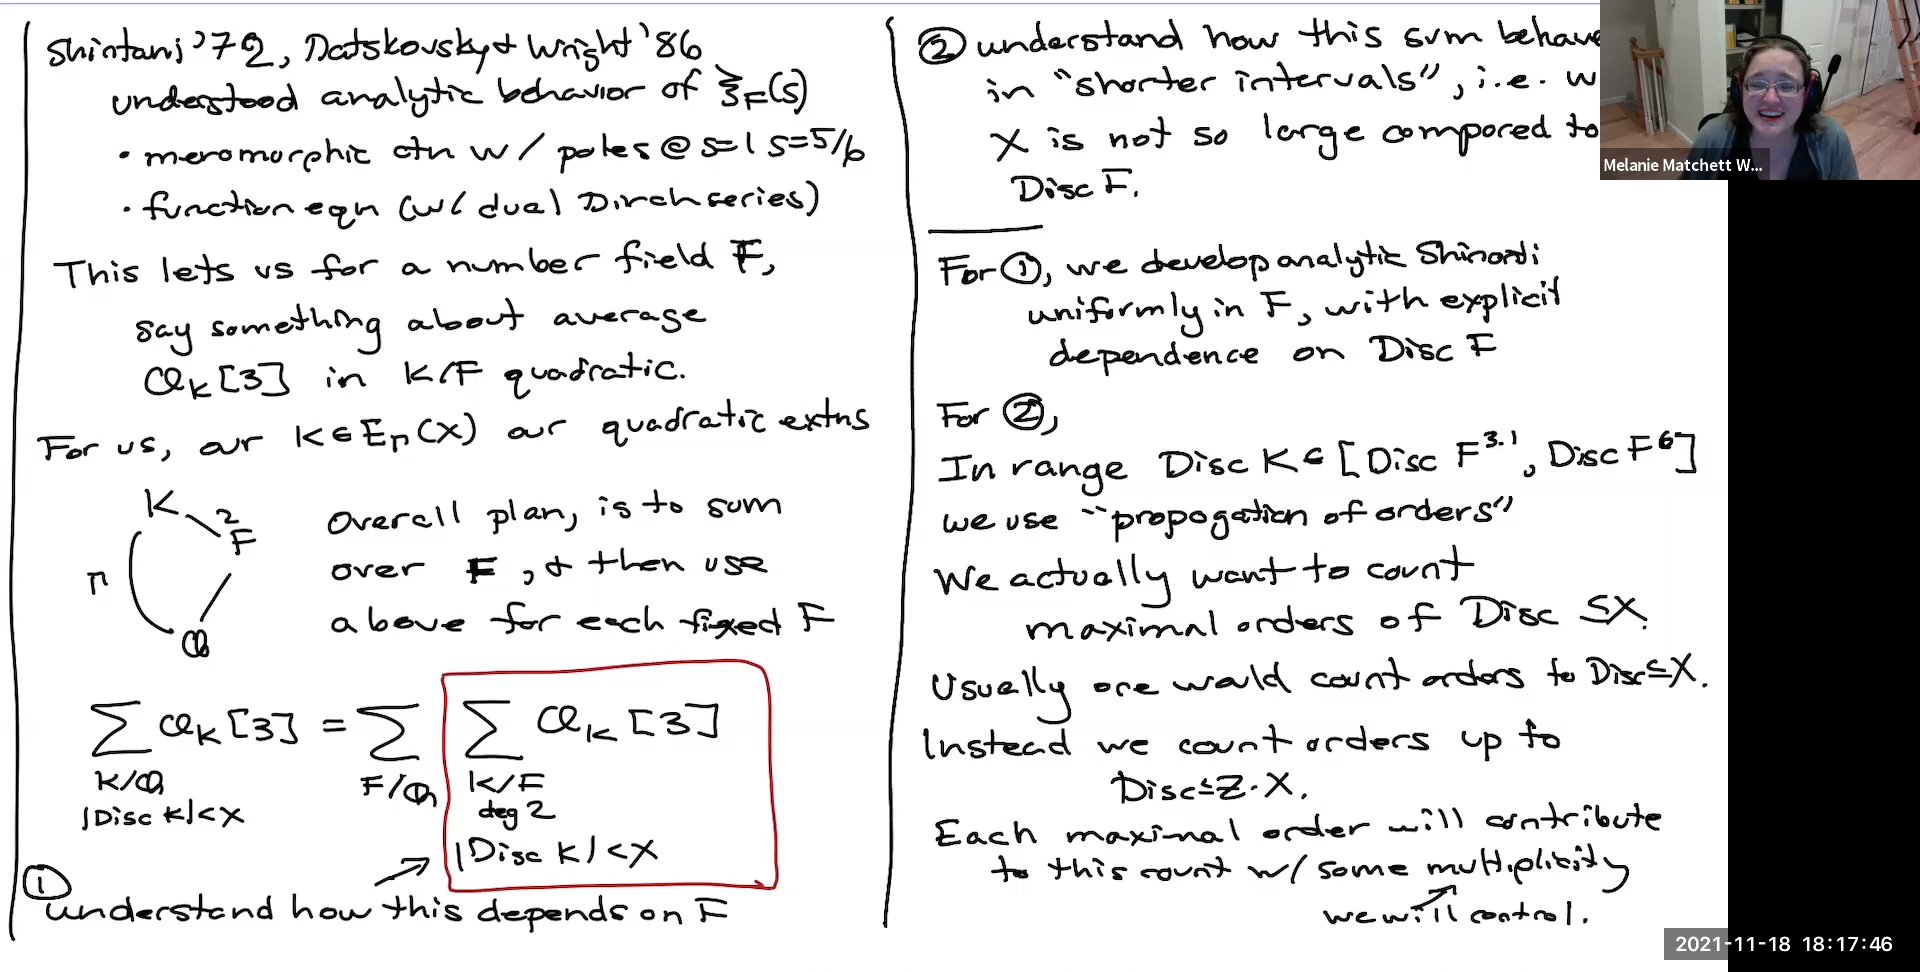 Shintani '72, Datskovsky + Wright '86
understood analytic behavior of ξ_F(s)
• meromorphic ctn w/ poles @ s=1 s=5/6
• function eqn (w/ dual Dirch series)
This lets us for a number field F,
say something about average
Cl_K[3] in K/F quadratic.
For us, our K∈E_Γ(X) our quadratic extns
K
2
F
Γ
Q
Overall plan, is to sum
over F, + then use
above for each fixed F
∑ Cl_K[3] = ∑ ∑ Cl_K[3]
K/Q F/Q K/F
deg 2
|Disc K|<X |Disc K|<X
① understand how this depends on F
② understand how this sum behave
in "shorter intervals", i.e. w
X is not so large compared to
Disc F.
For ①, we develop analytic Shinordi
uniformly in F, with explicit
dependence on Disc F
For ②,
In range Disc K ∈ [Disc F^3.1, Disc F^6]
we use "propogation of orders"
We actually want to count
maximal orders of Disc ≤X.
Usually one would count orders to Disc≤X.
Instead we count orders up to
Disc≤Z·X.
Each maximal order will contribute
to this count w/ some multiplicity
we will control.
Melanie Matchett W...
2021-11-18 18:17:46